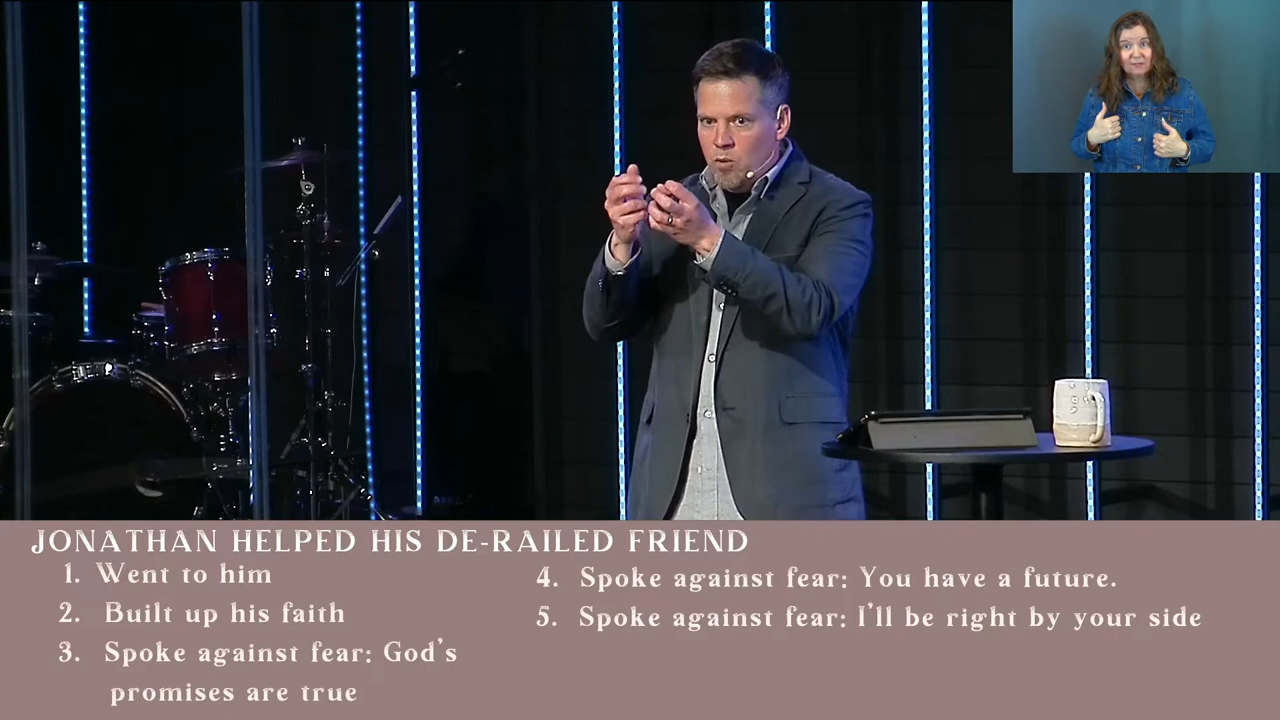 JONATHAN HELPED HIS DE-RAILED FRIEND
1. Went to him
2. Built up his faith
3. Spoke against fear: God's
promises are true
4. Spoke against fear: You have a future.
5. Spoke against fear: I'll be right by your side